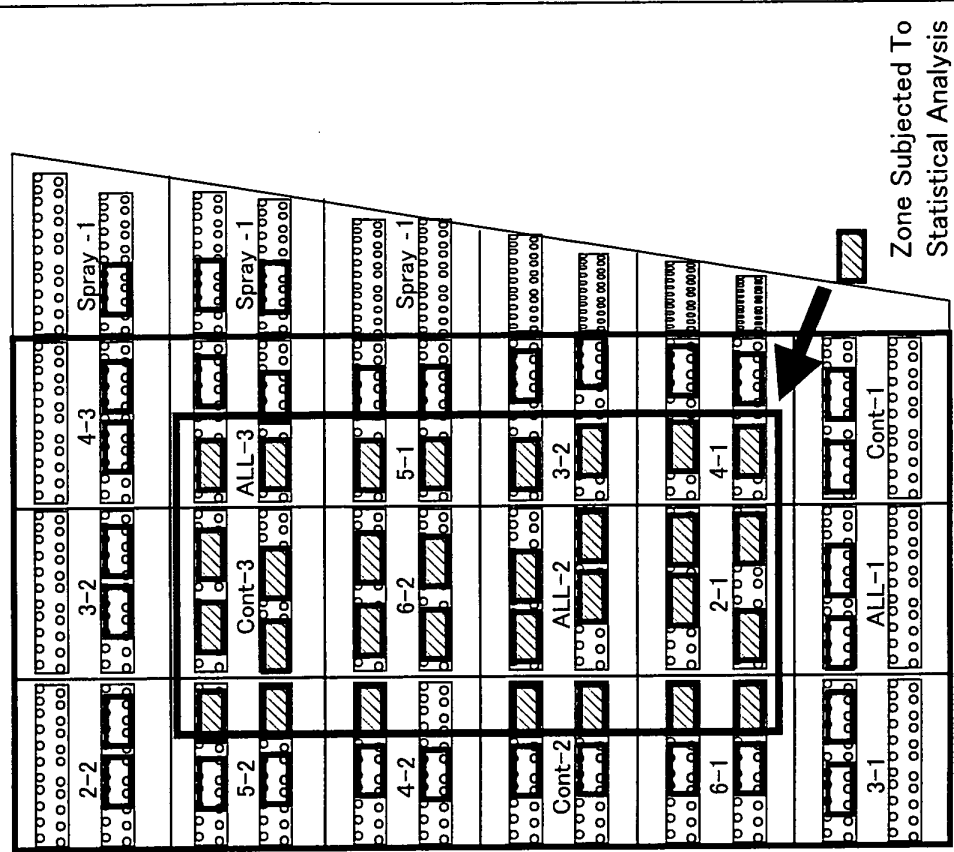 2-2
3-2
4-3
Spray -1
5-2
Cont-3
ALL-3
Spray -1
4-2
6-2
5-1
Spray -1
Cont-2
ALL-2
3-2
6-1
2-1
4-1
3-1
ALL-1
Cont-1
Zone Subjected To
Statistical Analysis